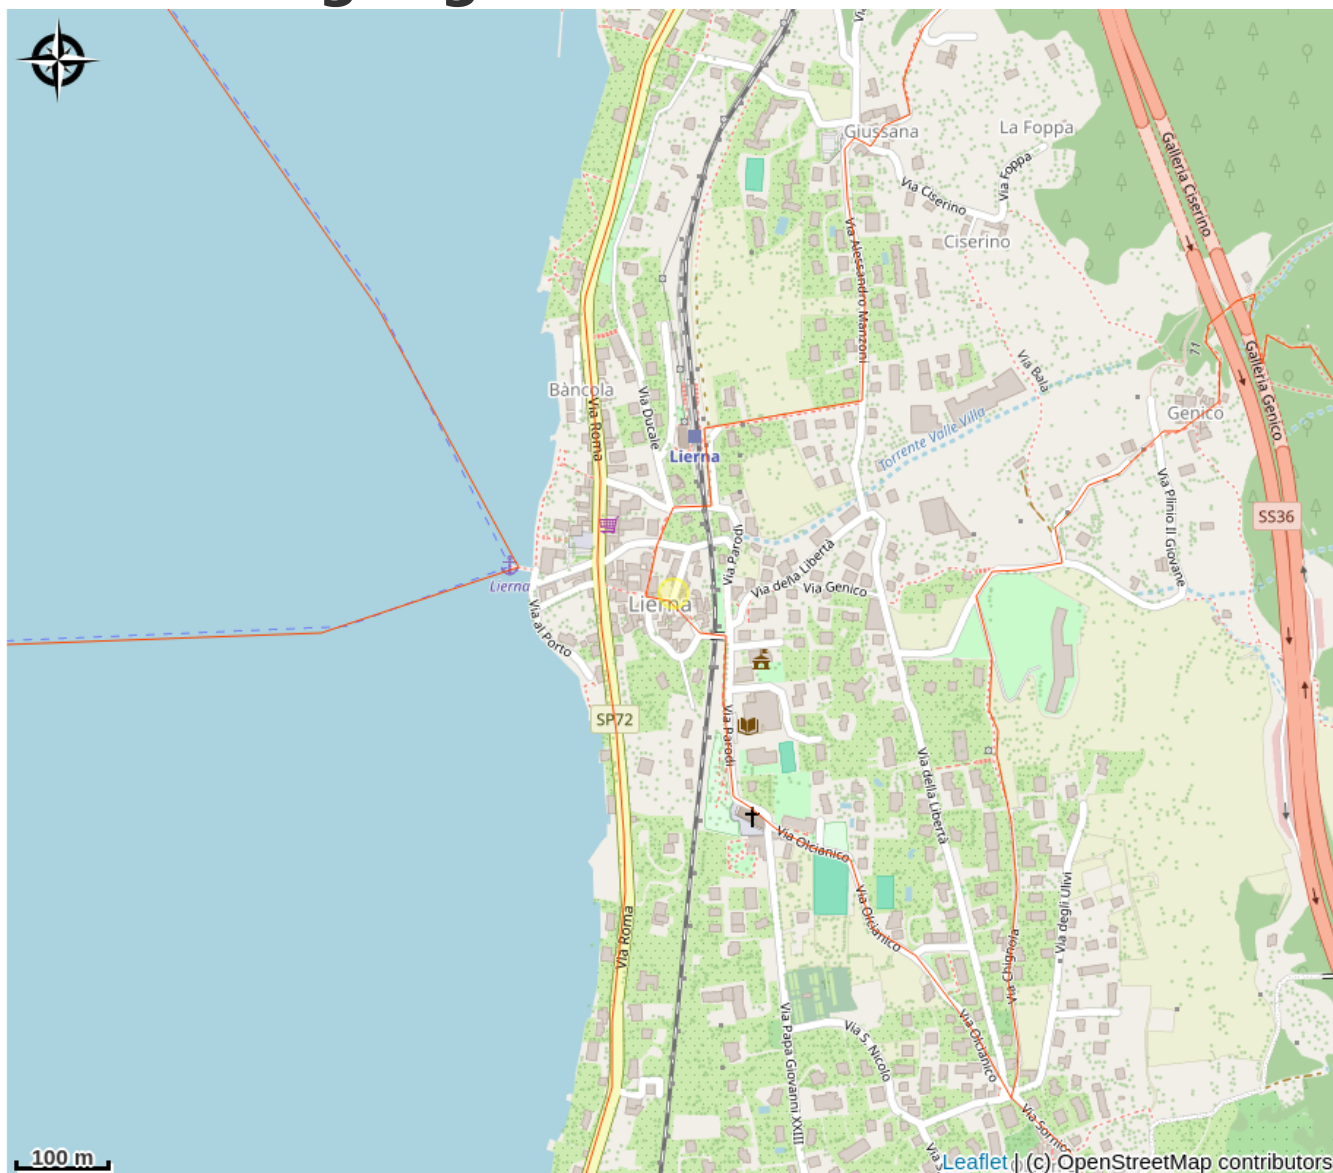 Giussana
La Foppa
Via Foppa
Via Ciserino
Ciserino
Galleria Ciserino
Via Alessandro Manzoni
Via Bala
71
Galleria Genico
Bàncola
Via Ducale
Via Roma
Genico
Torrente Valle Villa
Lierna
Via Plinio Il Giovane
SS36
Via Parodi
Via della Libertà
Via Genico
Lierna
Lierna
Via al Porto
SP72
Via Parodi
Via della Libertà
Via Olcianico
Via Olcianico
Via degli Ulivi
Via Roma
Via Chignola
Via Olcianico
Via Papa Giovanni XXIII
Via S. Nicolo
Via Sornico
100 m
Leaflet | (c) OpenStreetMap contributors